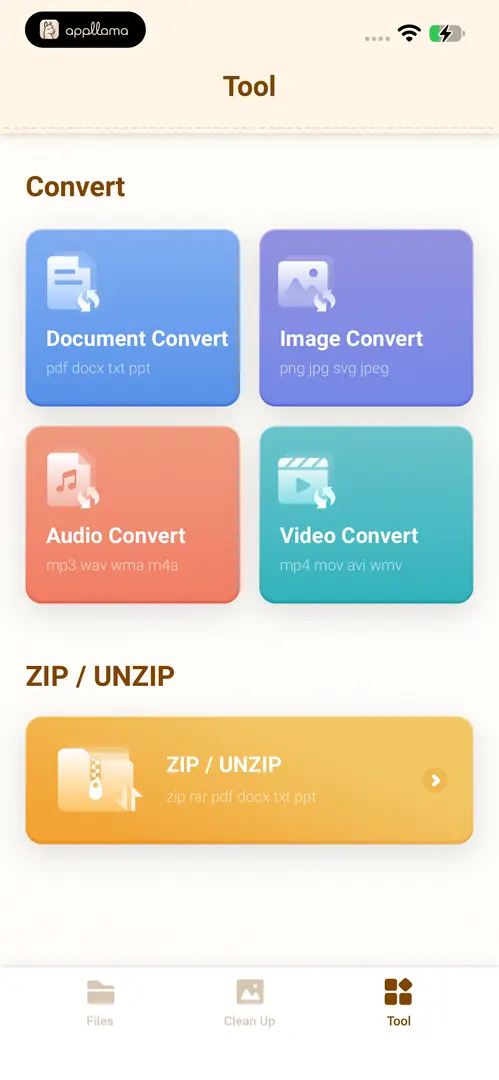 appllama
Tool
Convert
Document Convert
pdf docx txt ppt
Image Convert
png jpg svg jpeg
Audio Convert
mp3 wav wma m4a
Video Convert
mp4 mov avi wmv
ZIP / UNZIP
ZIP / UNZIP
zip rar pdf docx txt ppt
Files
Clean Up
Tool